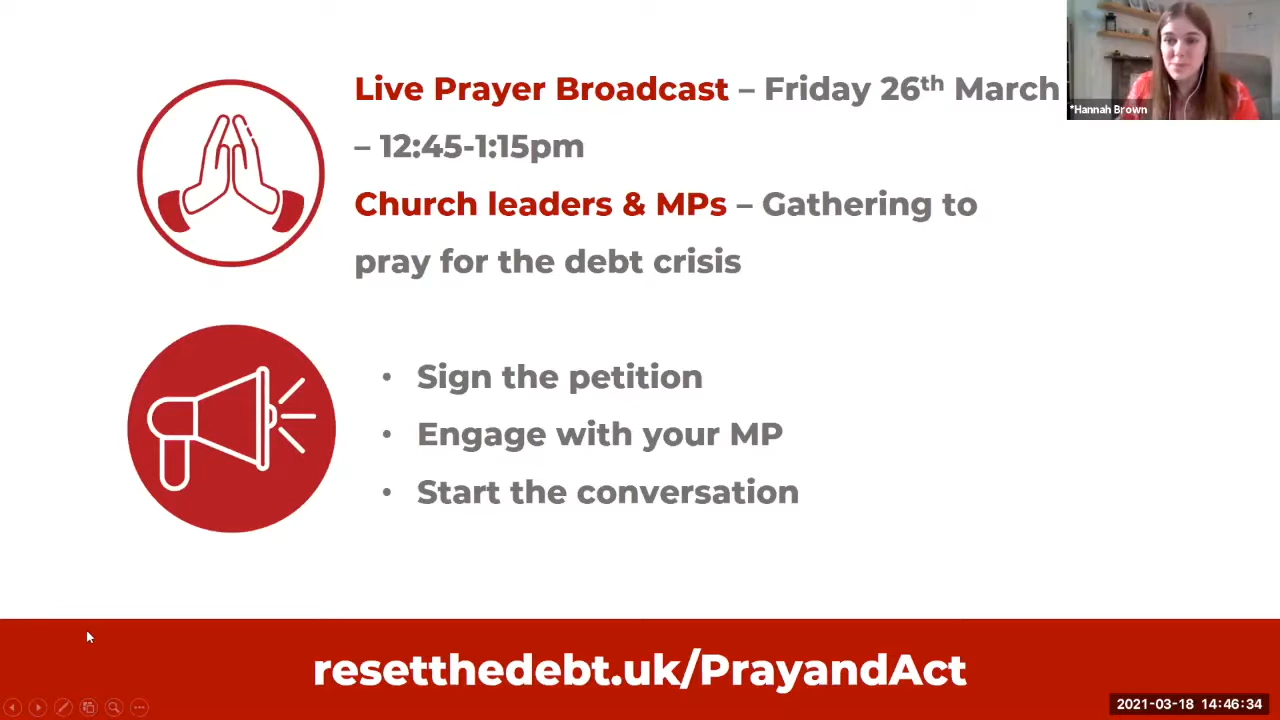 Live Prayer Broadcast – Friday 26th March
– 12:45-1:15pm
Church leaders & MPs – Gathering to
pray for the debt crisis
*Hannah Brown
• Sign the petition
• Engage with your MP
• Start the conversation
resetthedebt.uk/PrayandAct
2021-03-18 14:46:34